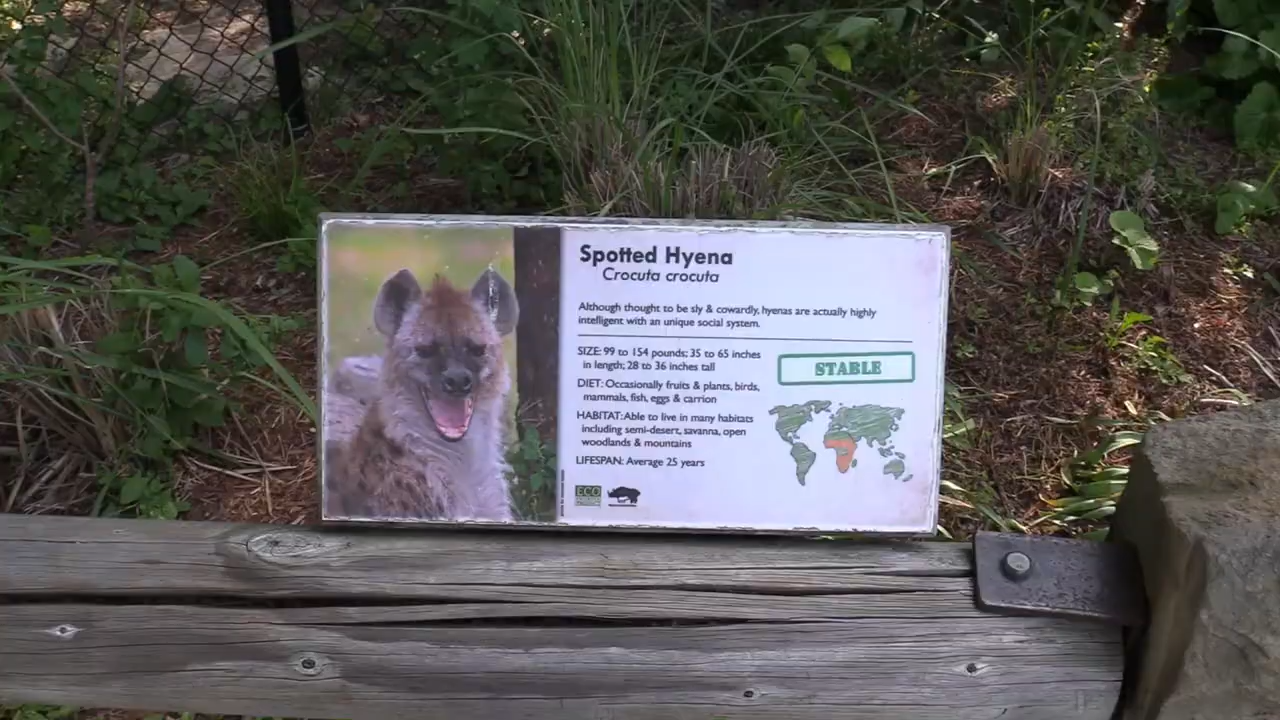 Spotted Hyena
Crocuta crocuta
Although thought to be sly & cowardly, hyenas are actually highly
intelligent with an unique social system.
SIZE: 99 to 154 pounds; 35 to 65 inches
in length; 28 to 36 inches tall
DIET: Occasionally fruits & plants, birds,
mammals, fish, eggs & carrion
HABITAT: Able to live in many habitats
including semi-desert, savanna, open
woodlands & mountains
LIFESPAN: Average 25 years
STABLE
ECO